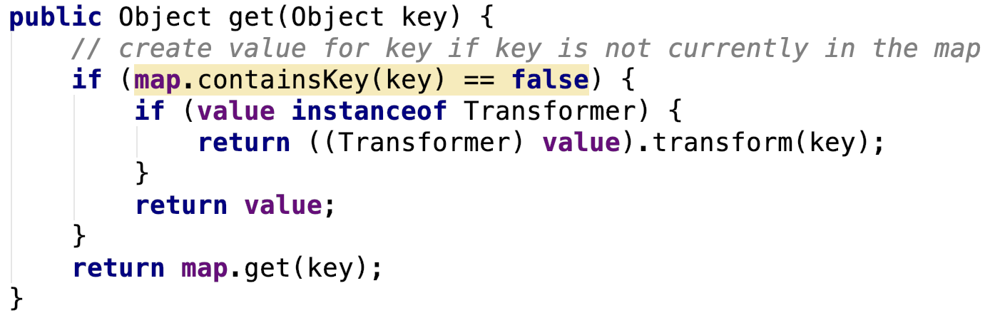 public Object get(Object key) {
    // create value for key if key is not currently in the map
    if (map.containsKey(key) == false) {
        if (value instanceof Transformer) {
            return ((Transformer) value).transform(key);
        }
        return value;
    }
    return map.get(key);
}